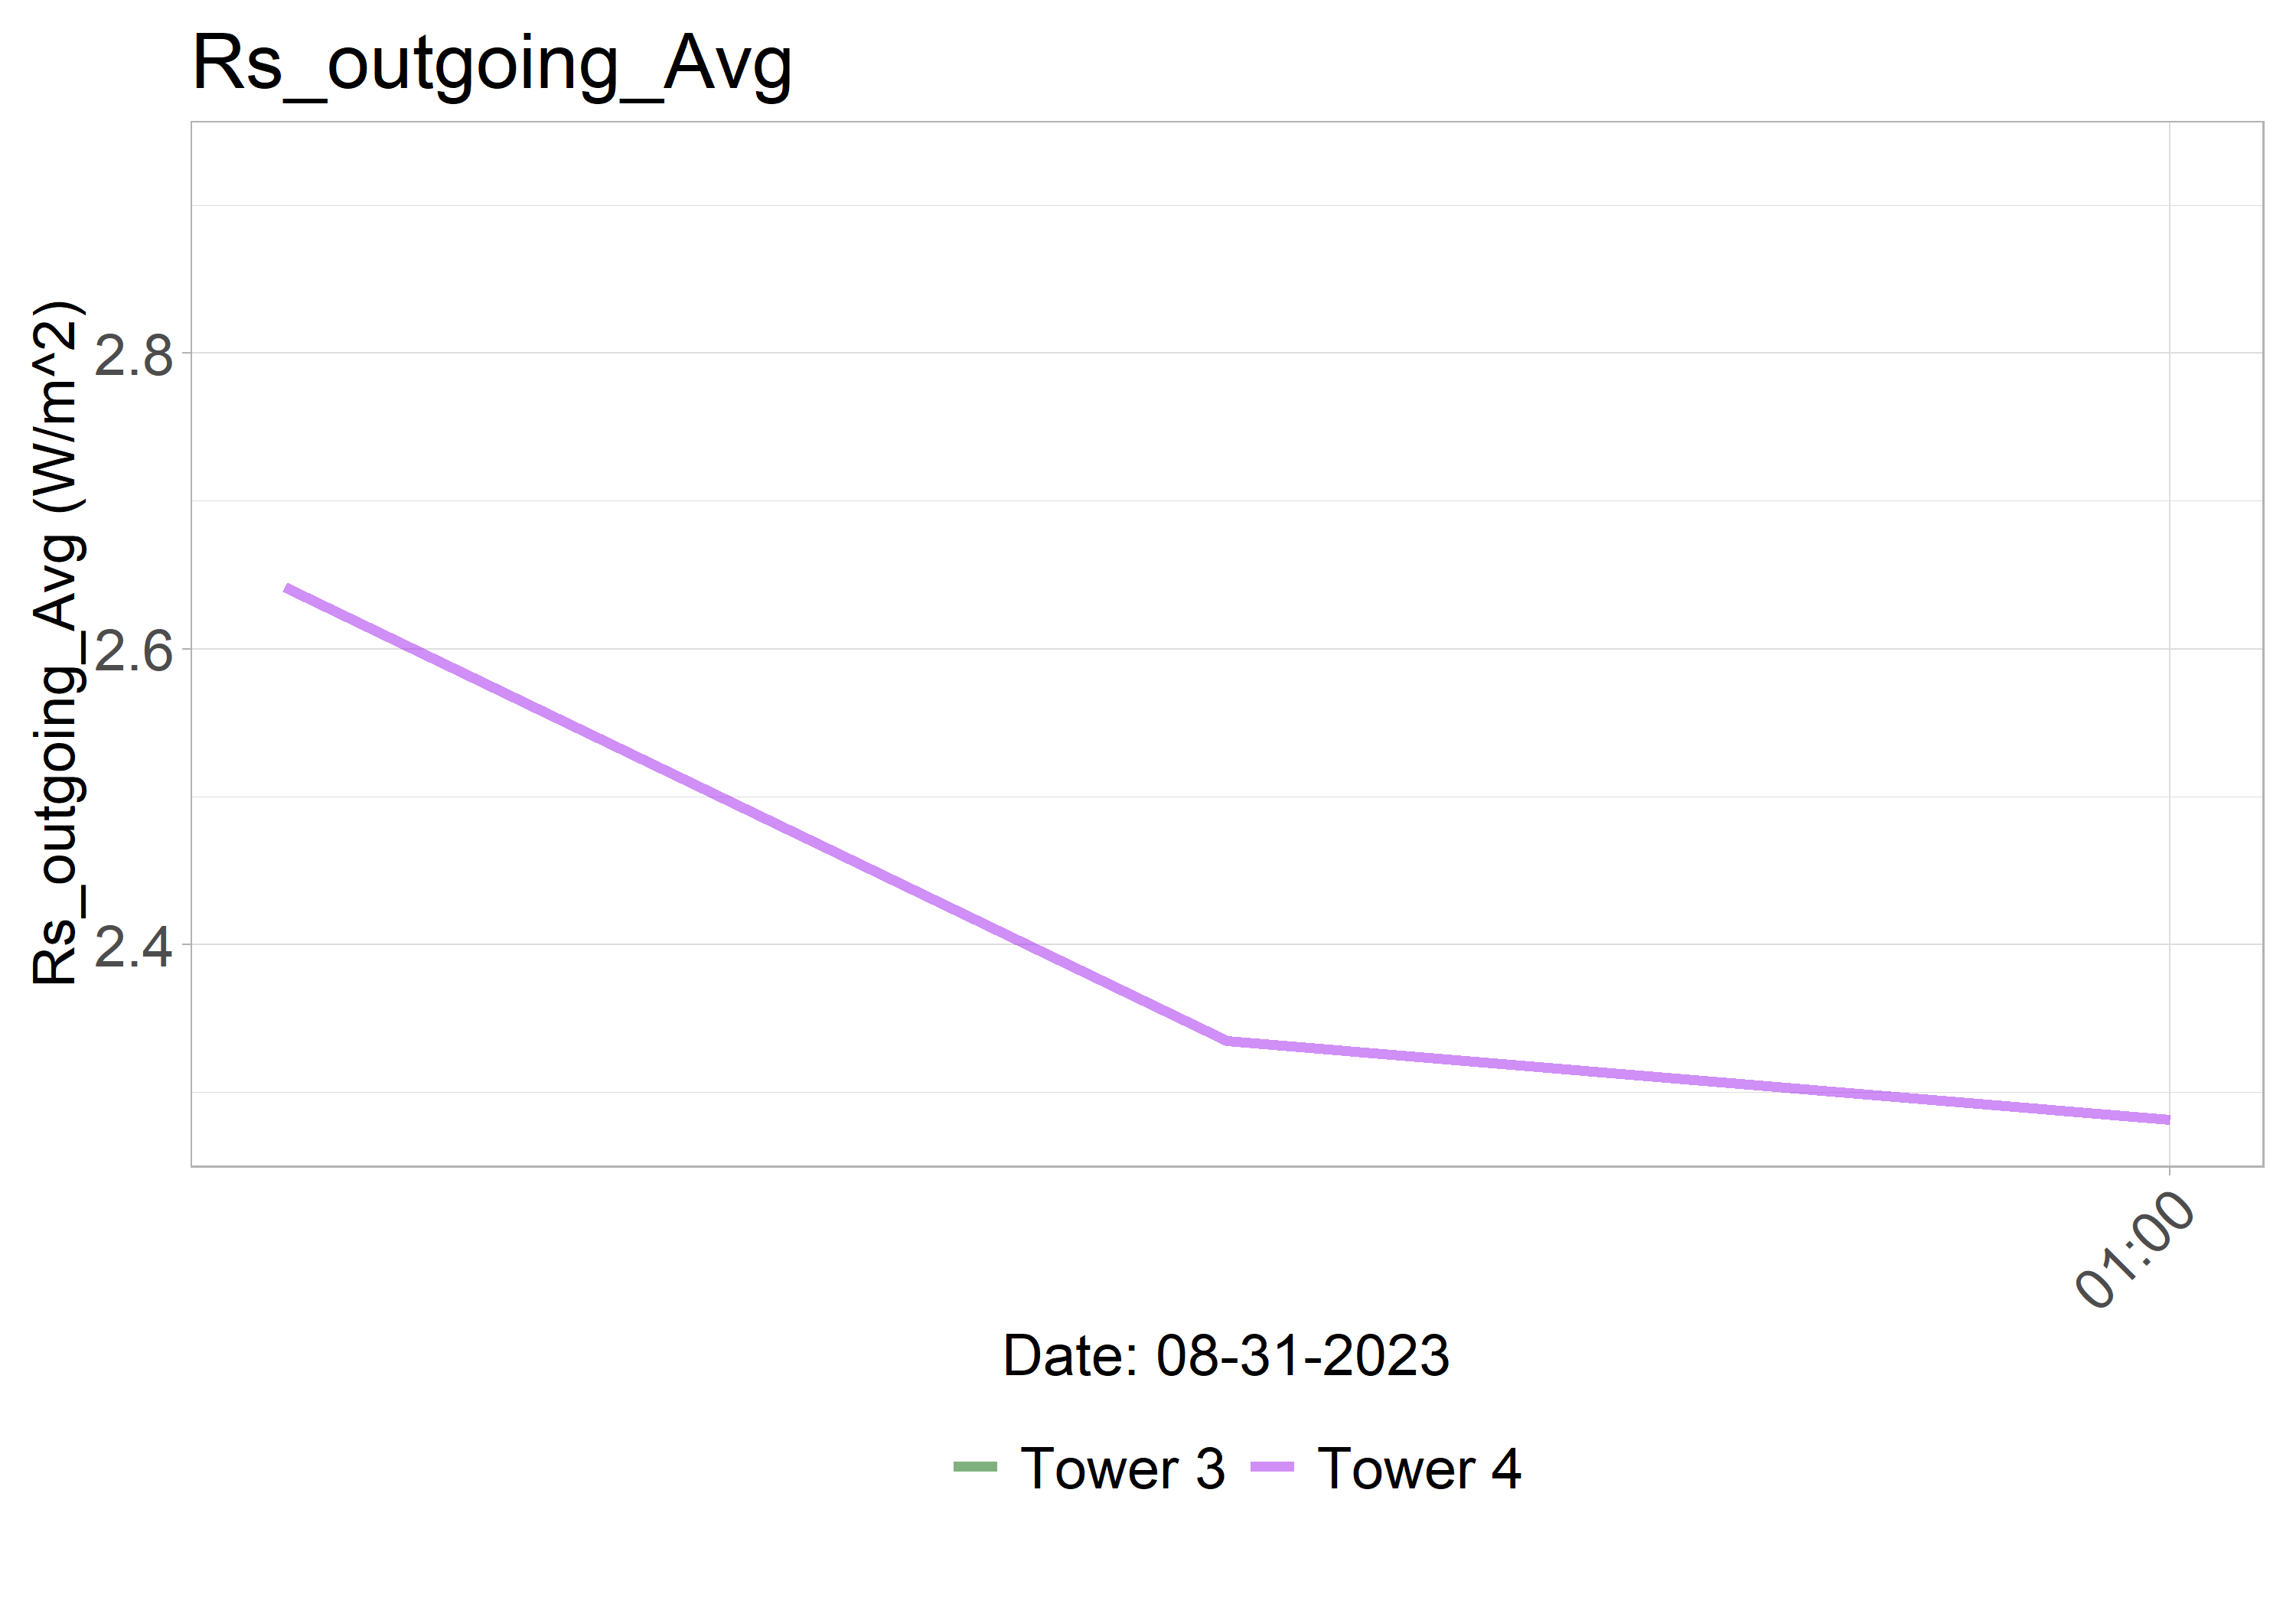 Rs_outgoing_Avg
Rs_outgoing_Avg (W/m^2)
2.8
2.6
2.4
01:00
Date: 08-31-2023
Tower 3 Tower 4